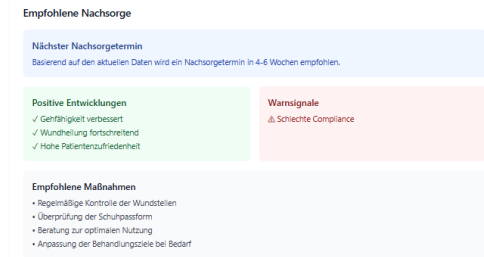 Empfohlene Nachsorge
Nächster Nachsorgetermin
Basierend auf den aktuellen Daten wird ein Nachsorgetermin in 4-6 Wochen empfohlen.
Positive Entwicklungen
✓ Gehfähigkeit verbessert
✓ Wundheilung fortschreitend
✓ Hohe Patientenzufriedenheit
Warnsignale
⚠ Schlechte Compliance
Empfohlene Maßnahmen
• Regelmäßige Kontrolle der Wundstellen
• Überprüfung der Schuhpassform
• Beratung zur optimalen Nutzung
• Anpassung der Behandlungsziele bei Bedarf